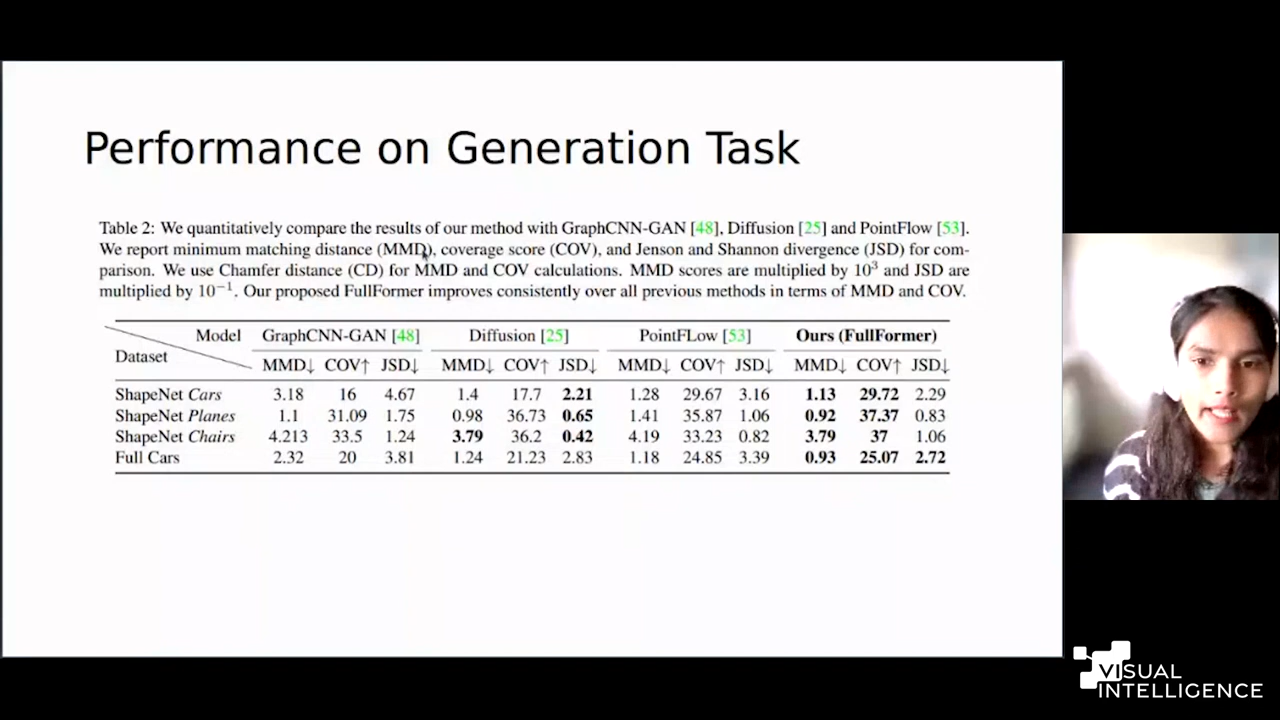 Performance on Generation Task
Table 2: We quantitatively compare the results of our method with GraphCNN-GAN [48], Diffusion [25] and PointFlow [53].
We report minimum matching distance (MMD), coverage score (COV), and Jenson and Shannon divergence (JSD) for com-
parison. We use Chamfer distance (CD) for MMD and COV calculations. MMD scores are multiplied by 10³ and JSD are
multiplied by 10⁻¹. Our proposed FullFormer improves consistently over all previous methods in terms of MMD and COV.
Model GraphCNN-GAN [48] Diffusion [25] PointFLow [53] Ours (FullFormer)
Dataset
MMD↓ COV↑ JSD↓ MMD↓ COV↑ JSD↓ MMD↓ COV↑ JSD↓ MMD↓ COV↑ JSD↓
ShapeNet Cars 3.18 16 4.67 1.4 17.7 2.21 1.28 29.67 3.16 1.13 29.72 2.29
ShapeNet Planes 1.1 31.09 1.75 0.98 36.73 0.65 1.41 35.87 1.06 0.92 37.37 0.83
ShapeNet Chairs 4.213 33.5 1.24 3.79 36.2 0.42 4.19 33.23 0.82 3.79 37 1.06
Full Cars 2.32 20 3.81 1.24 21.23 2.83 1.18 24.85 3.39 0.93 25.07 2.72
VISUAL
INTELLIGENCE